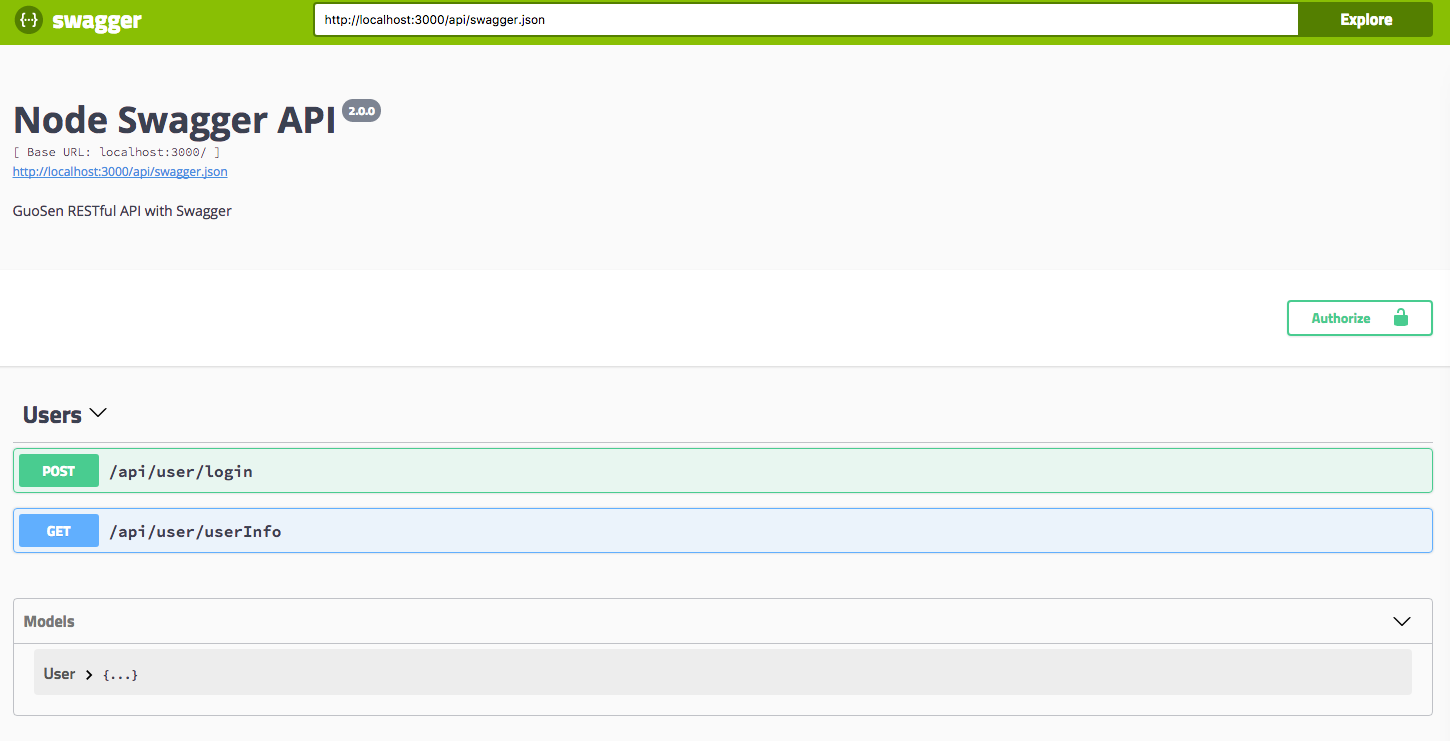 {··} swagger http://localhost:3000/api/swagger.json Explore
Node Swagger API 2.0.0
[ Base URL: localhost:3000/ ]
http://localhost:3000/api/swagger.json
GuoSen RESTful API with Swagger
Authorize
Users
POST /api/user/login
GET /api/user/userInfo
Models
User {...}